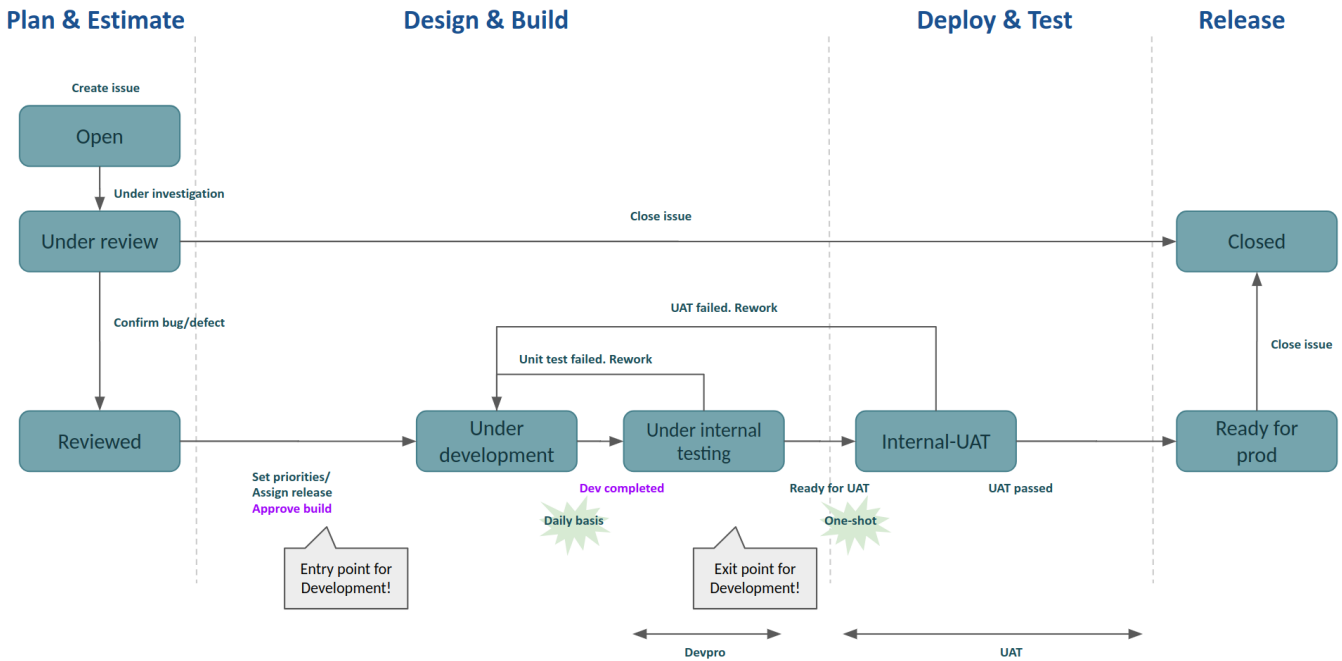 Plan & Estimate
Design & Build
Deploy & Test
Release
Create issue
Open
Under investigation
Under review
Close issue
Closed
Confirm bug/defect
UAT failed. Rework
Unit test failed. Rework
Close issue
Reviewed
Under
development
Under internal
testing
Internal-UAT
Ready for
prod
Set priorities/
Assign release
Approve build
Dev completed
Ready for UAT
UAT passed
Daily basis
One-shot
Entry point for
Development!
Exit point for
Development!
Devpro
UAT